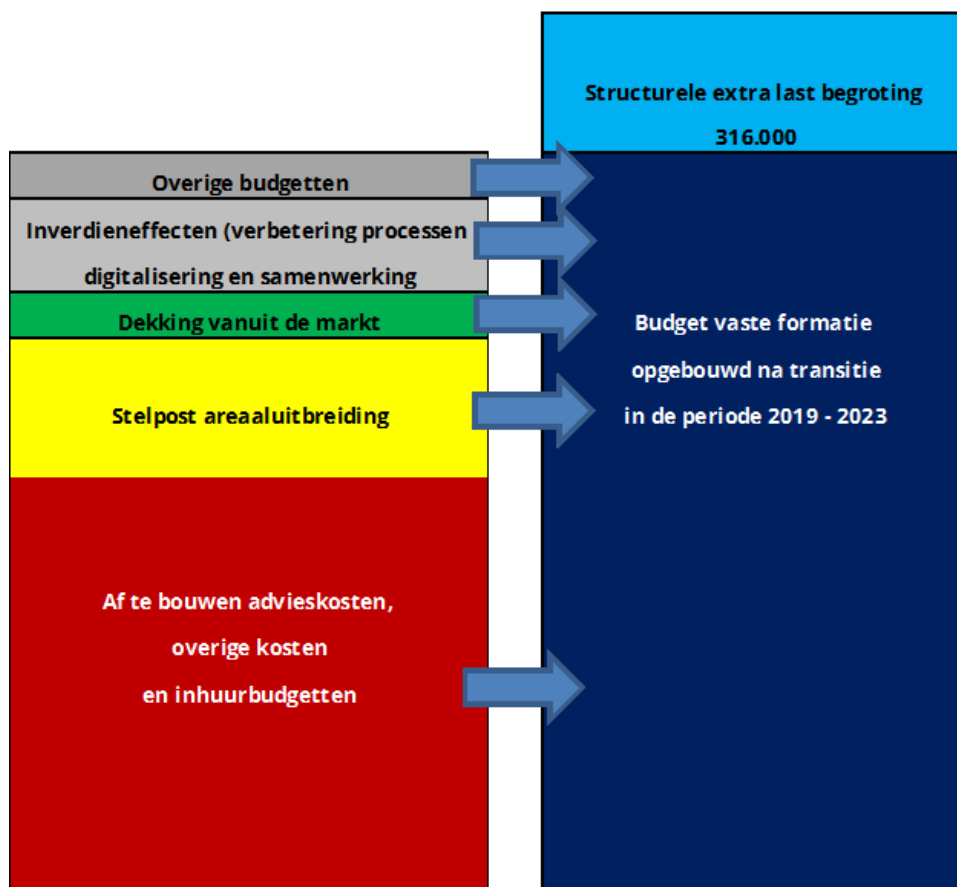 Structurele extra last begroting
316.000
Overige budgetten
Inverdieneffecten (verbetering processen
digitalisering en samenwerking
Dekking vanuit de markt
Stelpost areaaluitbreiding
Af te bouwen advieskosten,
overige kosten
en inhuurbudgetten
Budget vaste formatie
opgebouwd na transitie
in de periode 2019 - 2023